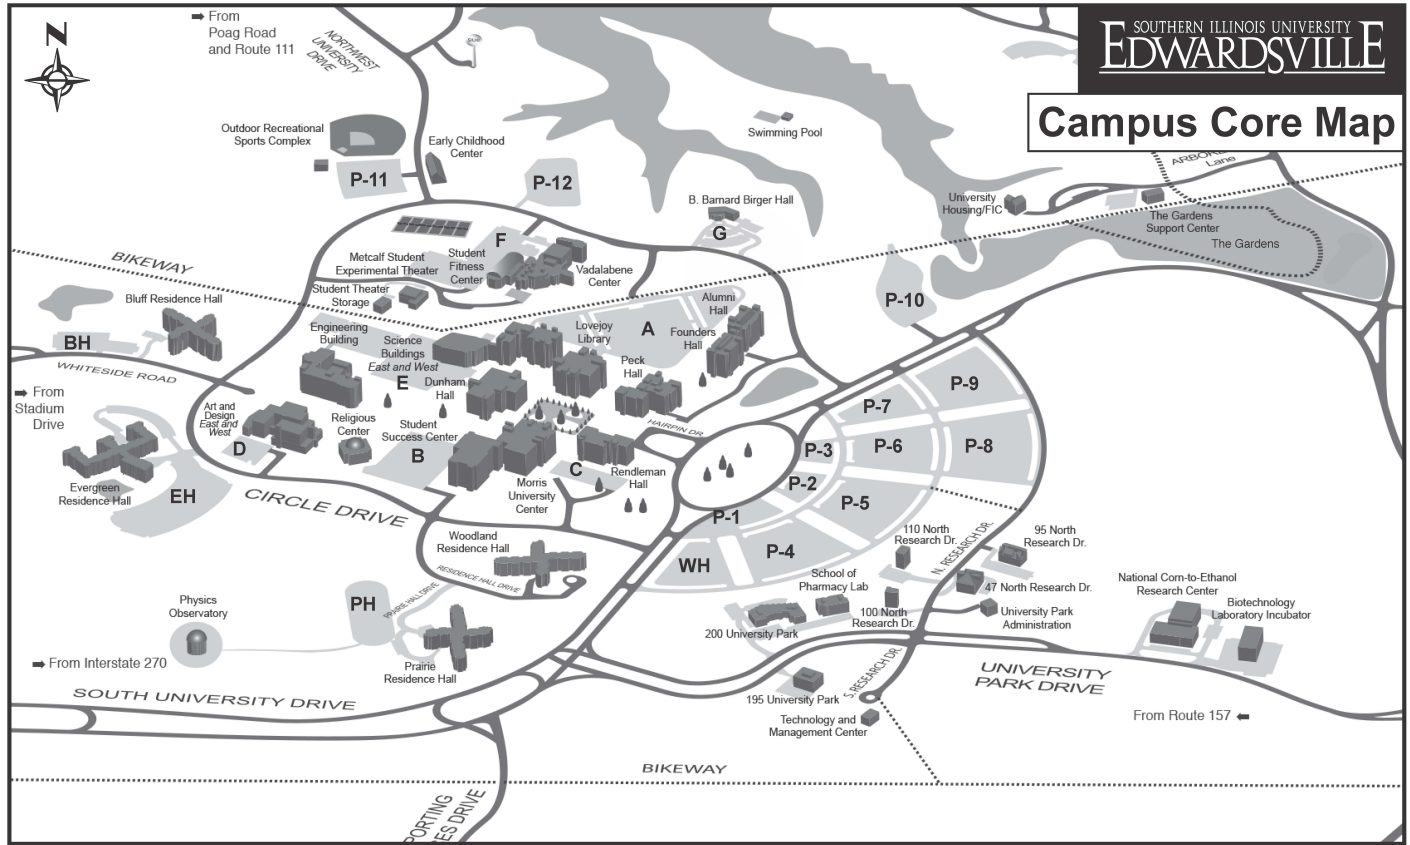 SOUTHERN ILLINOIS UNIVERSITY
EDWARDSVILLE
Campus Core Map
N
From
Poag Road
and Route 111
NORTHWEST
UNIVERSITY
DRIVE
Outdoor Recreational
Sports Complex
Early Childhood
Center
P-11
P-12
Swimming Pool
B. Barnard Birger Hall
G
University
Housing/FIC
Lane
The Gardens
Support Center
The Gardens
BIKEWAY
F
Metcalf Student
Experimental Theater
Student
Fitness
Center
Vadalabene
Center
Student Theater
Storage
P-10
Bluff Residence Hall
BH
WHITESIDE ROAD
Engineering
Building
Science
Buildings
East and West
E
Lovejoy
Library
A
Alumni
Hall
Founders
Hall
Peck
Hall
Dunham
Hall
From
Stadium
Drive
Art and
Design
East and
West
D
Religious
Center
Student
Success Center
B
HAIRPIN DR.
C
Rendleman
Hall
Morris
University
Center
P-9
P-7
P-8
P-6
P-3
P-2
P-5
P-1
P-4
WH
Evergreen
Residence Hall
EH
CIRCLE DRIVE
Woodland
Residence Hall
RESIDENCE HALL DRIVE
PRAIRIE HALL DRIVE
PH
Physics
Observatory
Prairie
Residence Hall
From Interstate 270
SOUTH UNIVERSITY DRIVE
110 North
Research Dr.
N. RESEARCH DR.
95 North
Research Dr.
School of
Pharmacy Lab
47 North Research Dr.
100 North
Research Dr.
University Park
Administration
200 University Park
National Corn-to-Ethanol
Research Center
Biotechnology
Laboratory Incubator
S. RESEARCH DR.
195 University Park
Technology and
Management Center
UNIVERSITY
PARK DRIVE
From Route 157
BIKEWAY
DRIVE